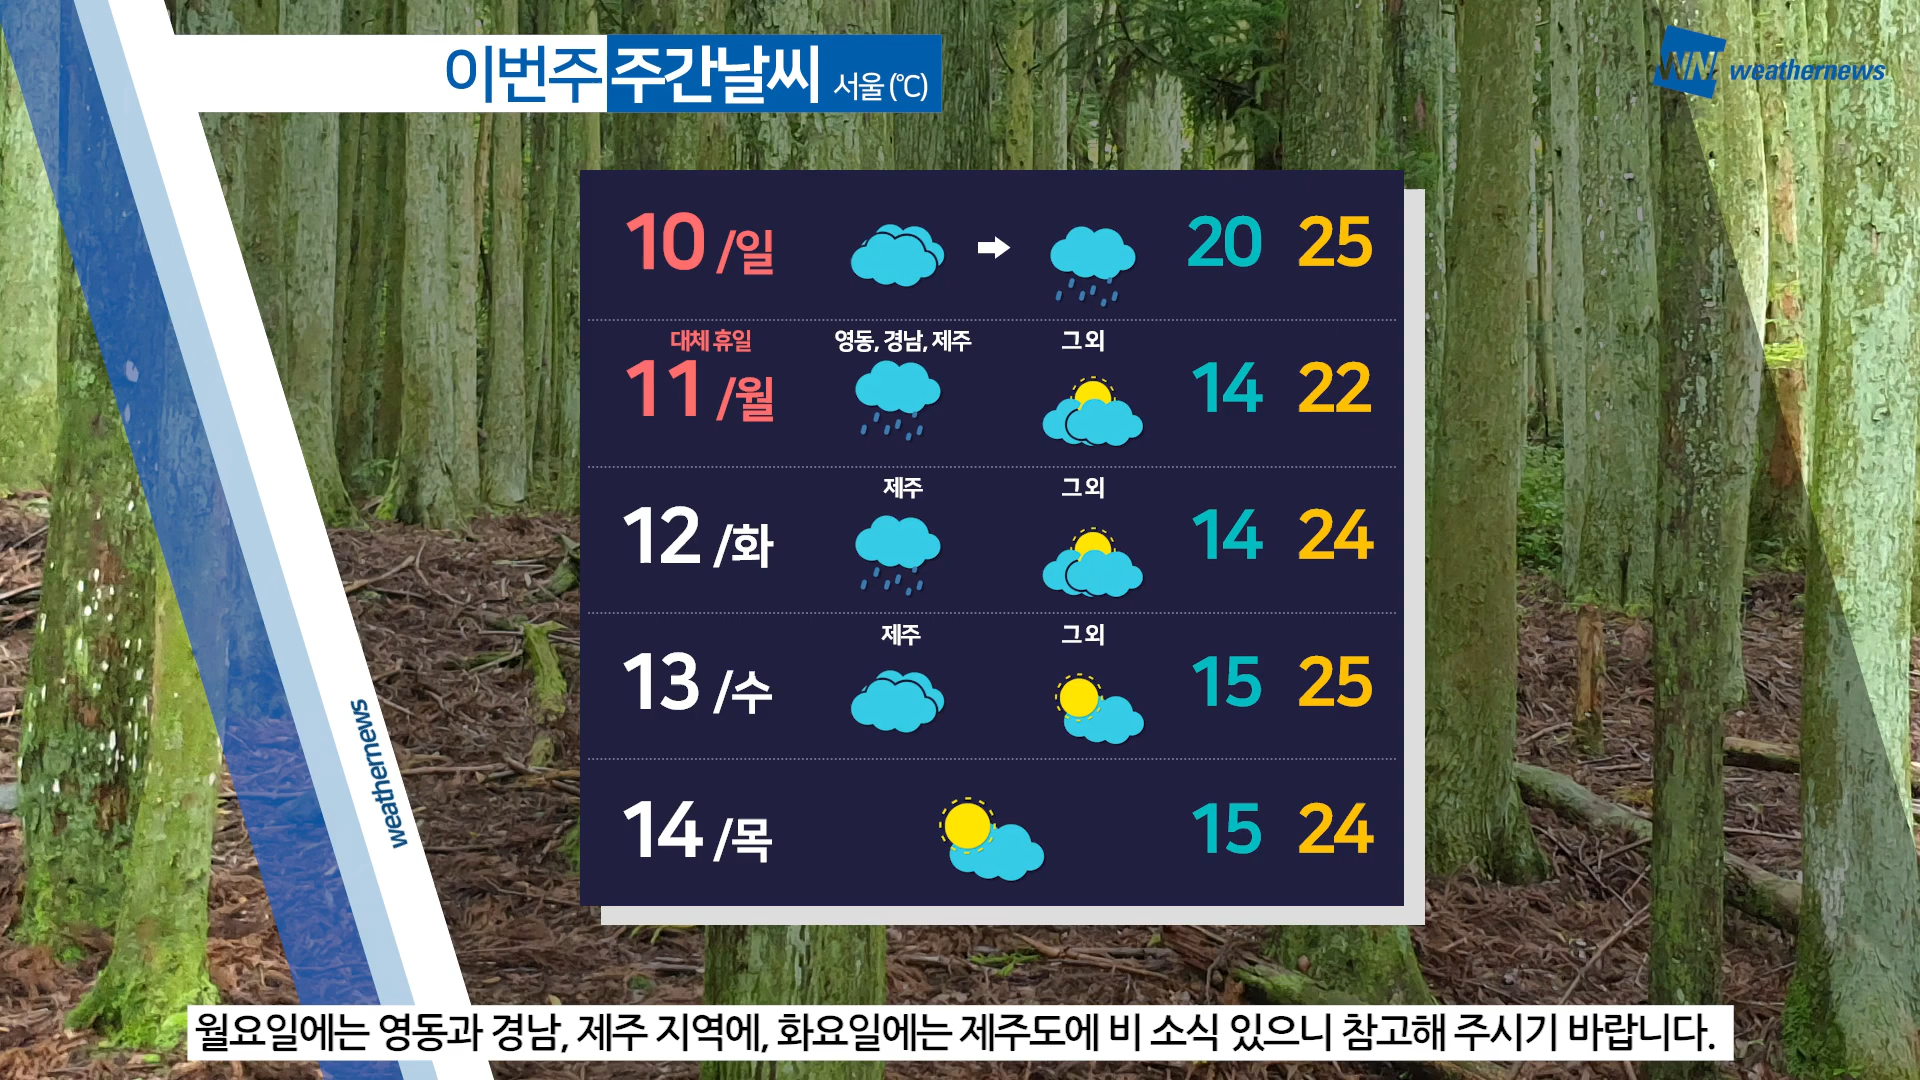 이번주 주간날씨 서울 (℃)
WNI weathernews
10 /일 20 25
대체 휴일 영동, 경남, 제주 그 외
11 /월 14 22
제주 그 외
12 /화 14 24
제주 그 외
13 /수 15 25
14 /목 15 24
weathernews
월요일에는 영동과 경남, 제주 지역에, 화요일에는 제주도에 비 소식 있으니 참고해 주시기 바랍니다.